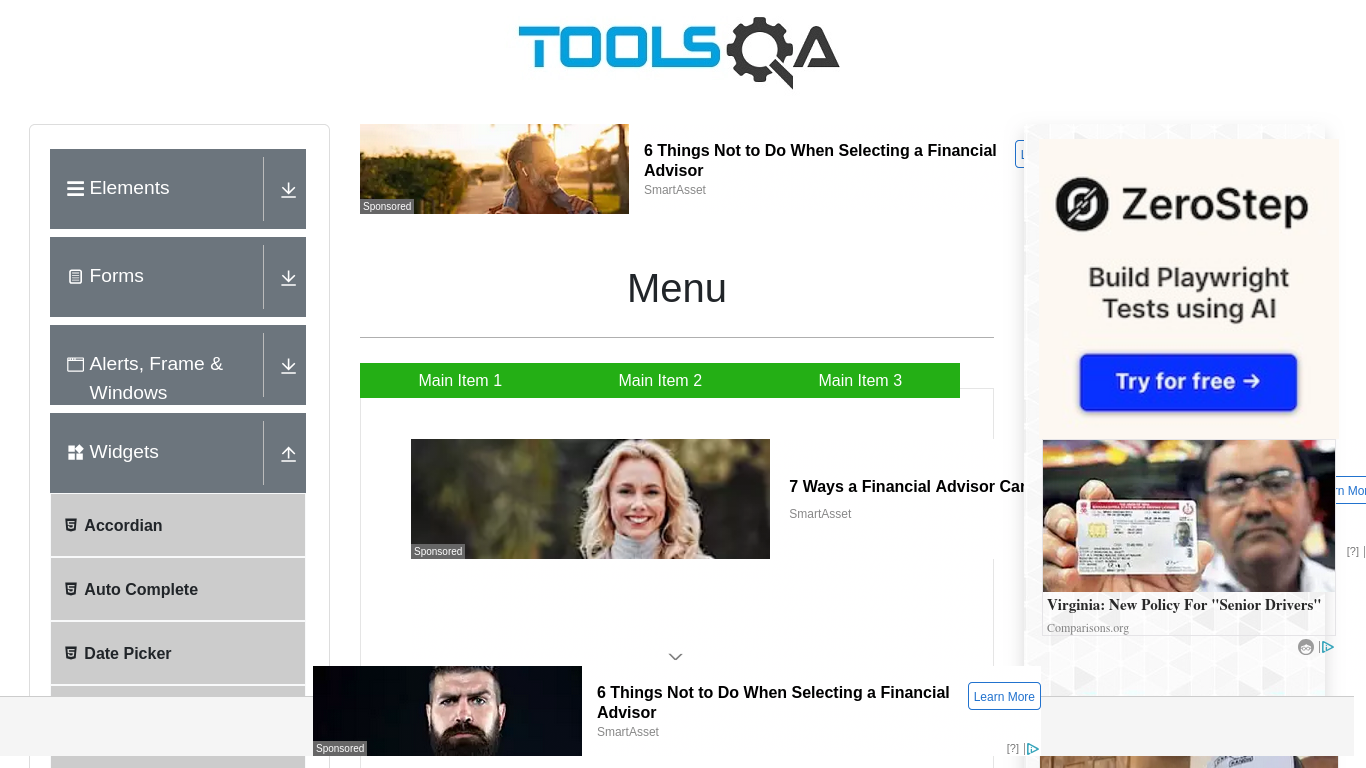 TOOLSQA
Elements
Forms
Alerts, Frame &
Windows
Widgets
Accordian
Auto Complete
Date Picker
6 Things Not to Do When Selecting a Financial
Advisor
SmartAsset
Sponsored
Menu
Main Item 1
Main Item 2
Main Item 3
7 Ways a Financial Advisor Can
SmartAsset
Sponsored
6 Things Not to Do When Selecting a Financial
Advisor
SmartAsset
Learn More
Sponsored
[?]
ZeroStep
Build Playwright
Tests using AI
Try for free →
Virginia: New Policy For "Senior Drivers"
Comparisons.org
[?]